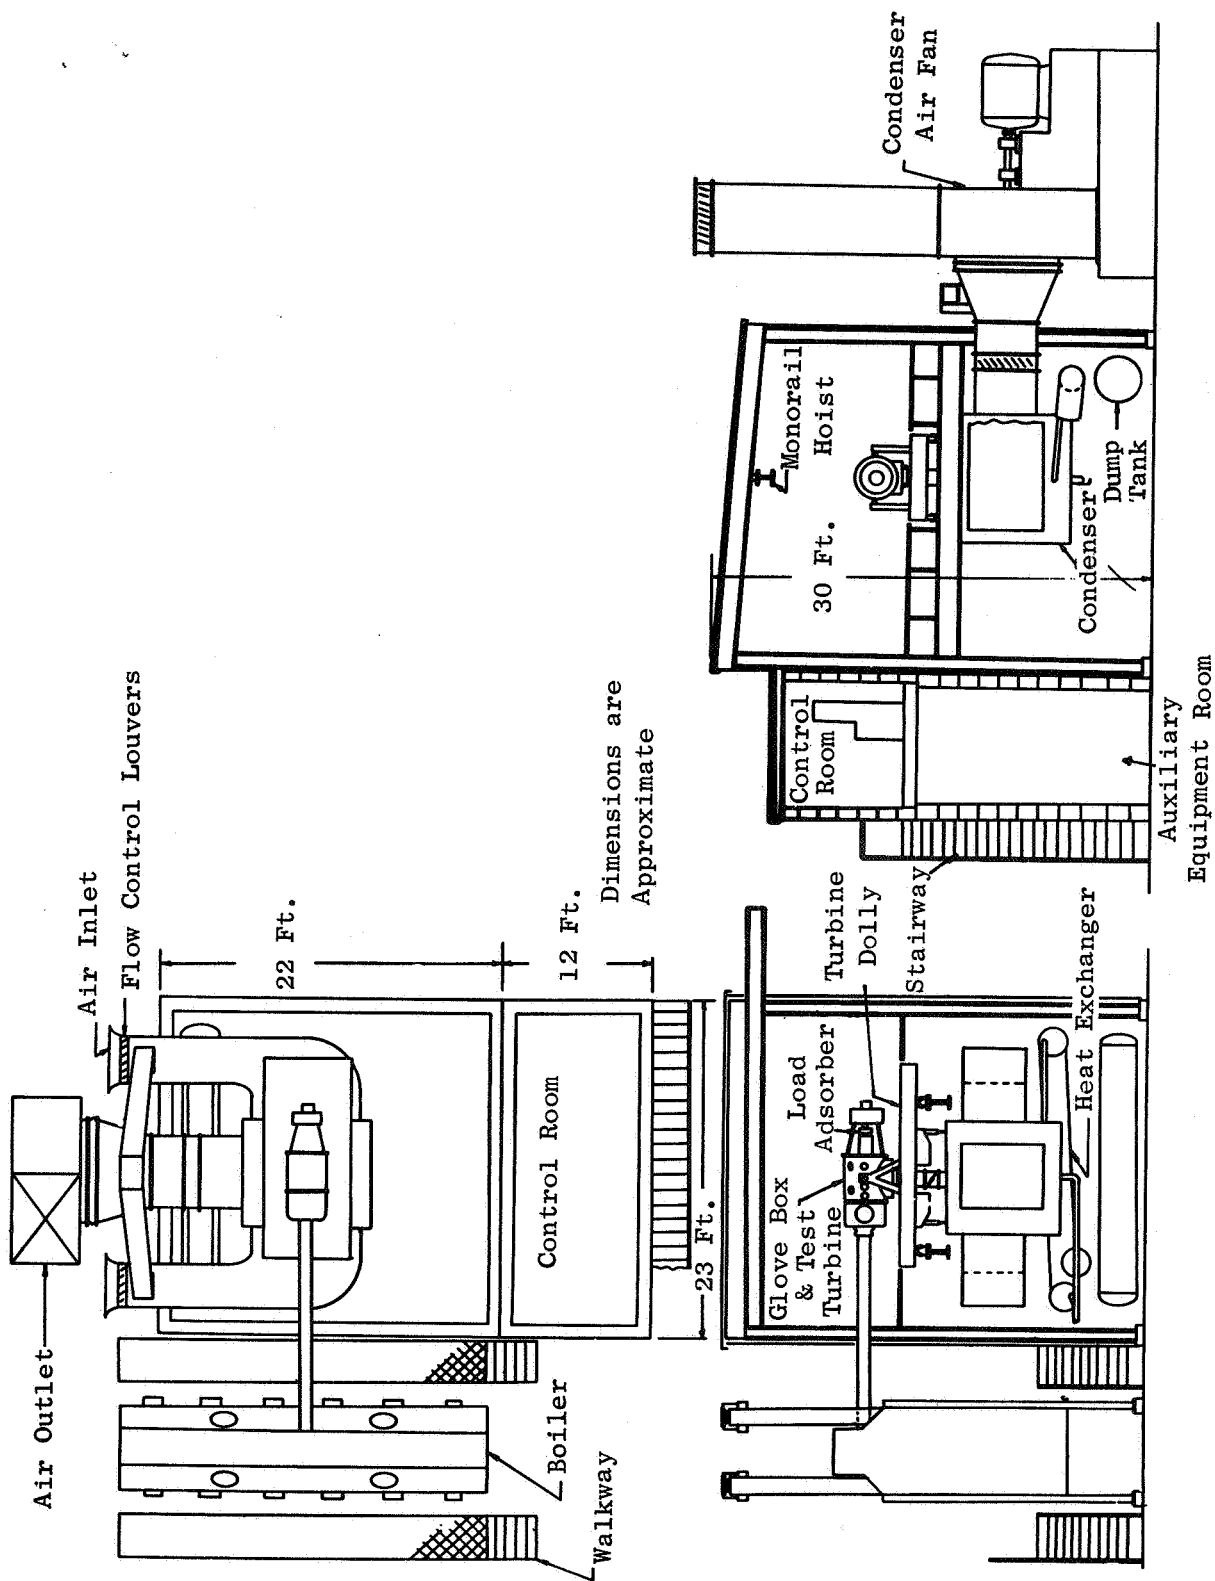 Air Outlet
Air Inlet
Flow Control Louvers
22 Ft.
12 Ft.
Control Room
23 Ft.
Boiler
Walkway
Dimensions are
Approximate
Glove Box
& Test
Turbine
Load
Adsorber
Turbine
Dolly
Stairway
Heat Exchanger
Control
Room
Auxiliary
Equipment Room
30 Ft.
Monorail
Hoist
Condenser
Dump
Tank
Condenser
Air Fan